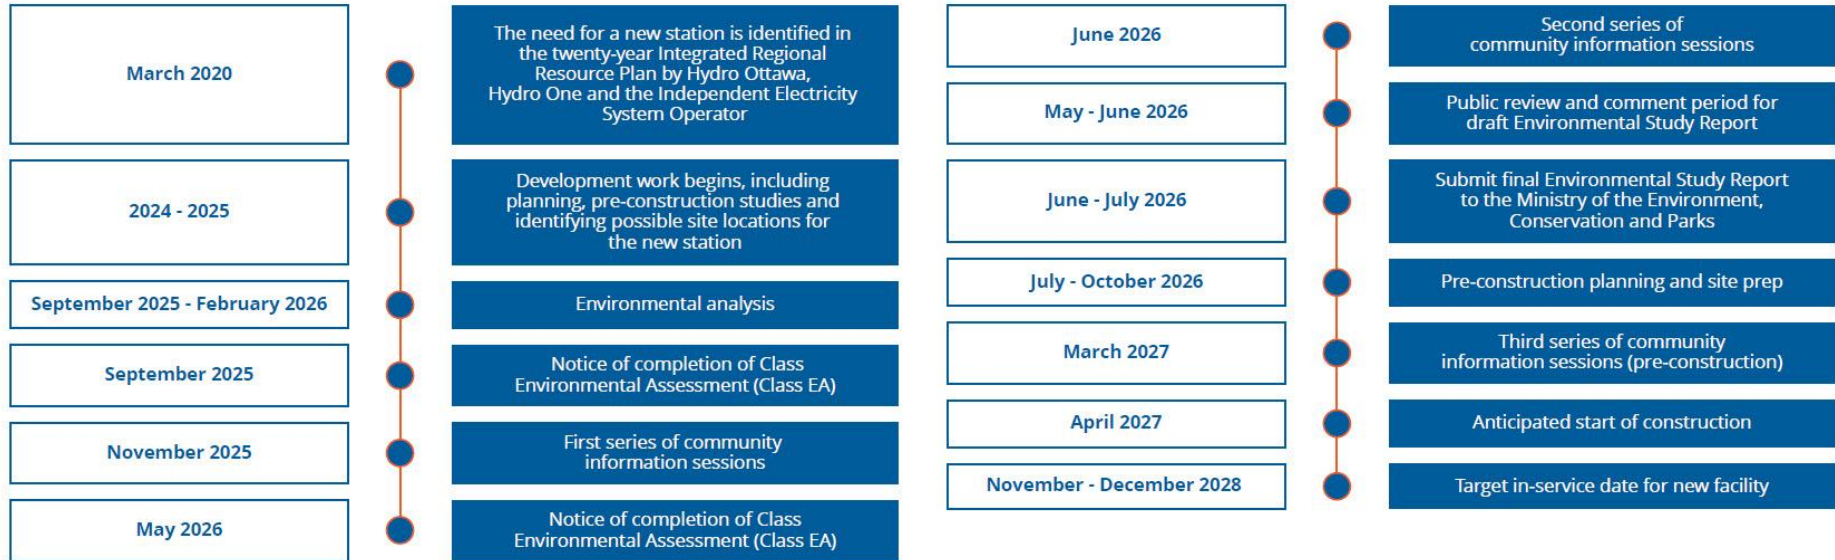 March 2020
The need for a new station is identified in
the twenty-year Integrated Regional
Resource Plan by Hydro Ottawa,
Hydro One and the Independent Electricity
System Operator
2024 - 2025
Development work begins, including
planning, pre-construction studies and
identifying possible site locations for
the new station
September 2025 - February 2026
Environmental analysis
September 2025
Notice of completion of Class
Environmental Assessment (Class EA)
November 2025
First series of community
information sessions
May 2026
Notice of completion of Class
Environmental Assessment (Class EA)
June 2026
Second series of
community information sessions
May - June 2026
Public review and comment period for
draft Environmental Study Report
June - July 2026
Submit final Environmental Study Report
to the Ministry of the Environment,
Conservation and Parks
July - October 2026
Pre-construction planning and site prep
March 2027
Third series of community
information sessions (pre-construction)
April 2027
Anticipated start of construction
November - December 2028
Target in-service date for new facility